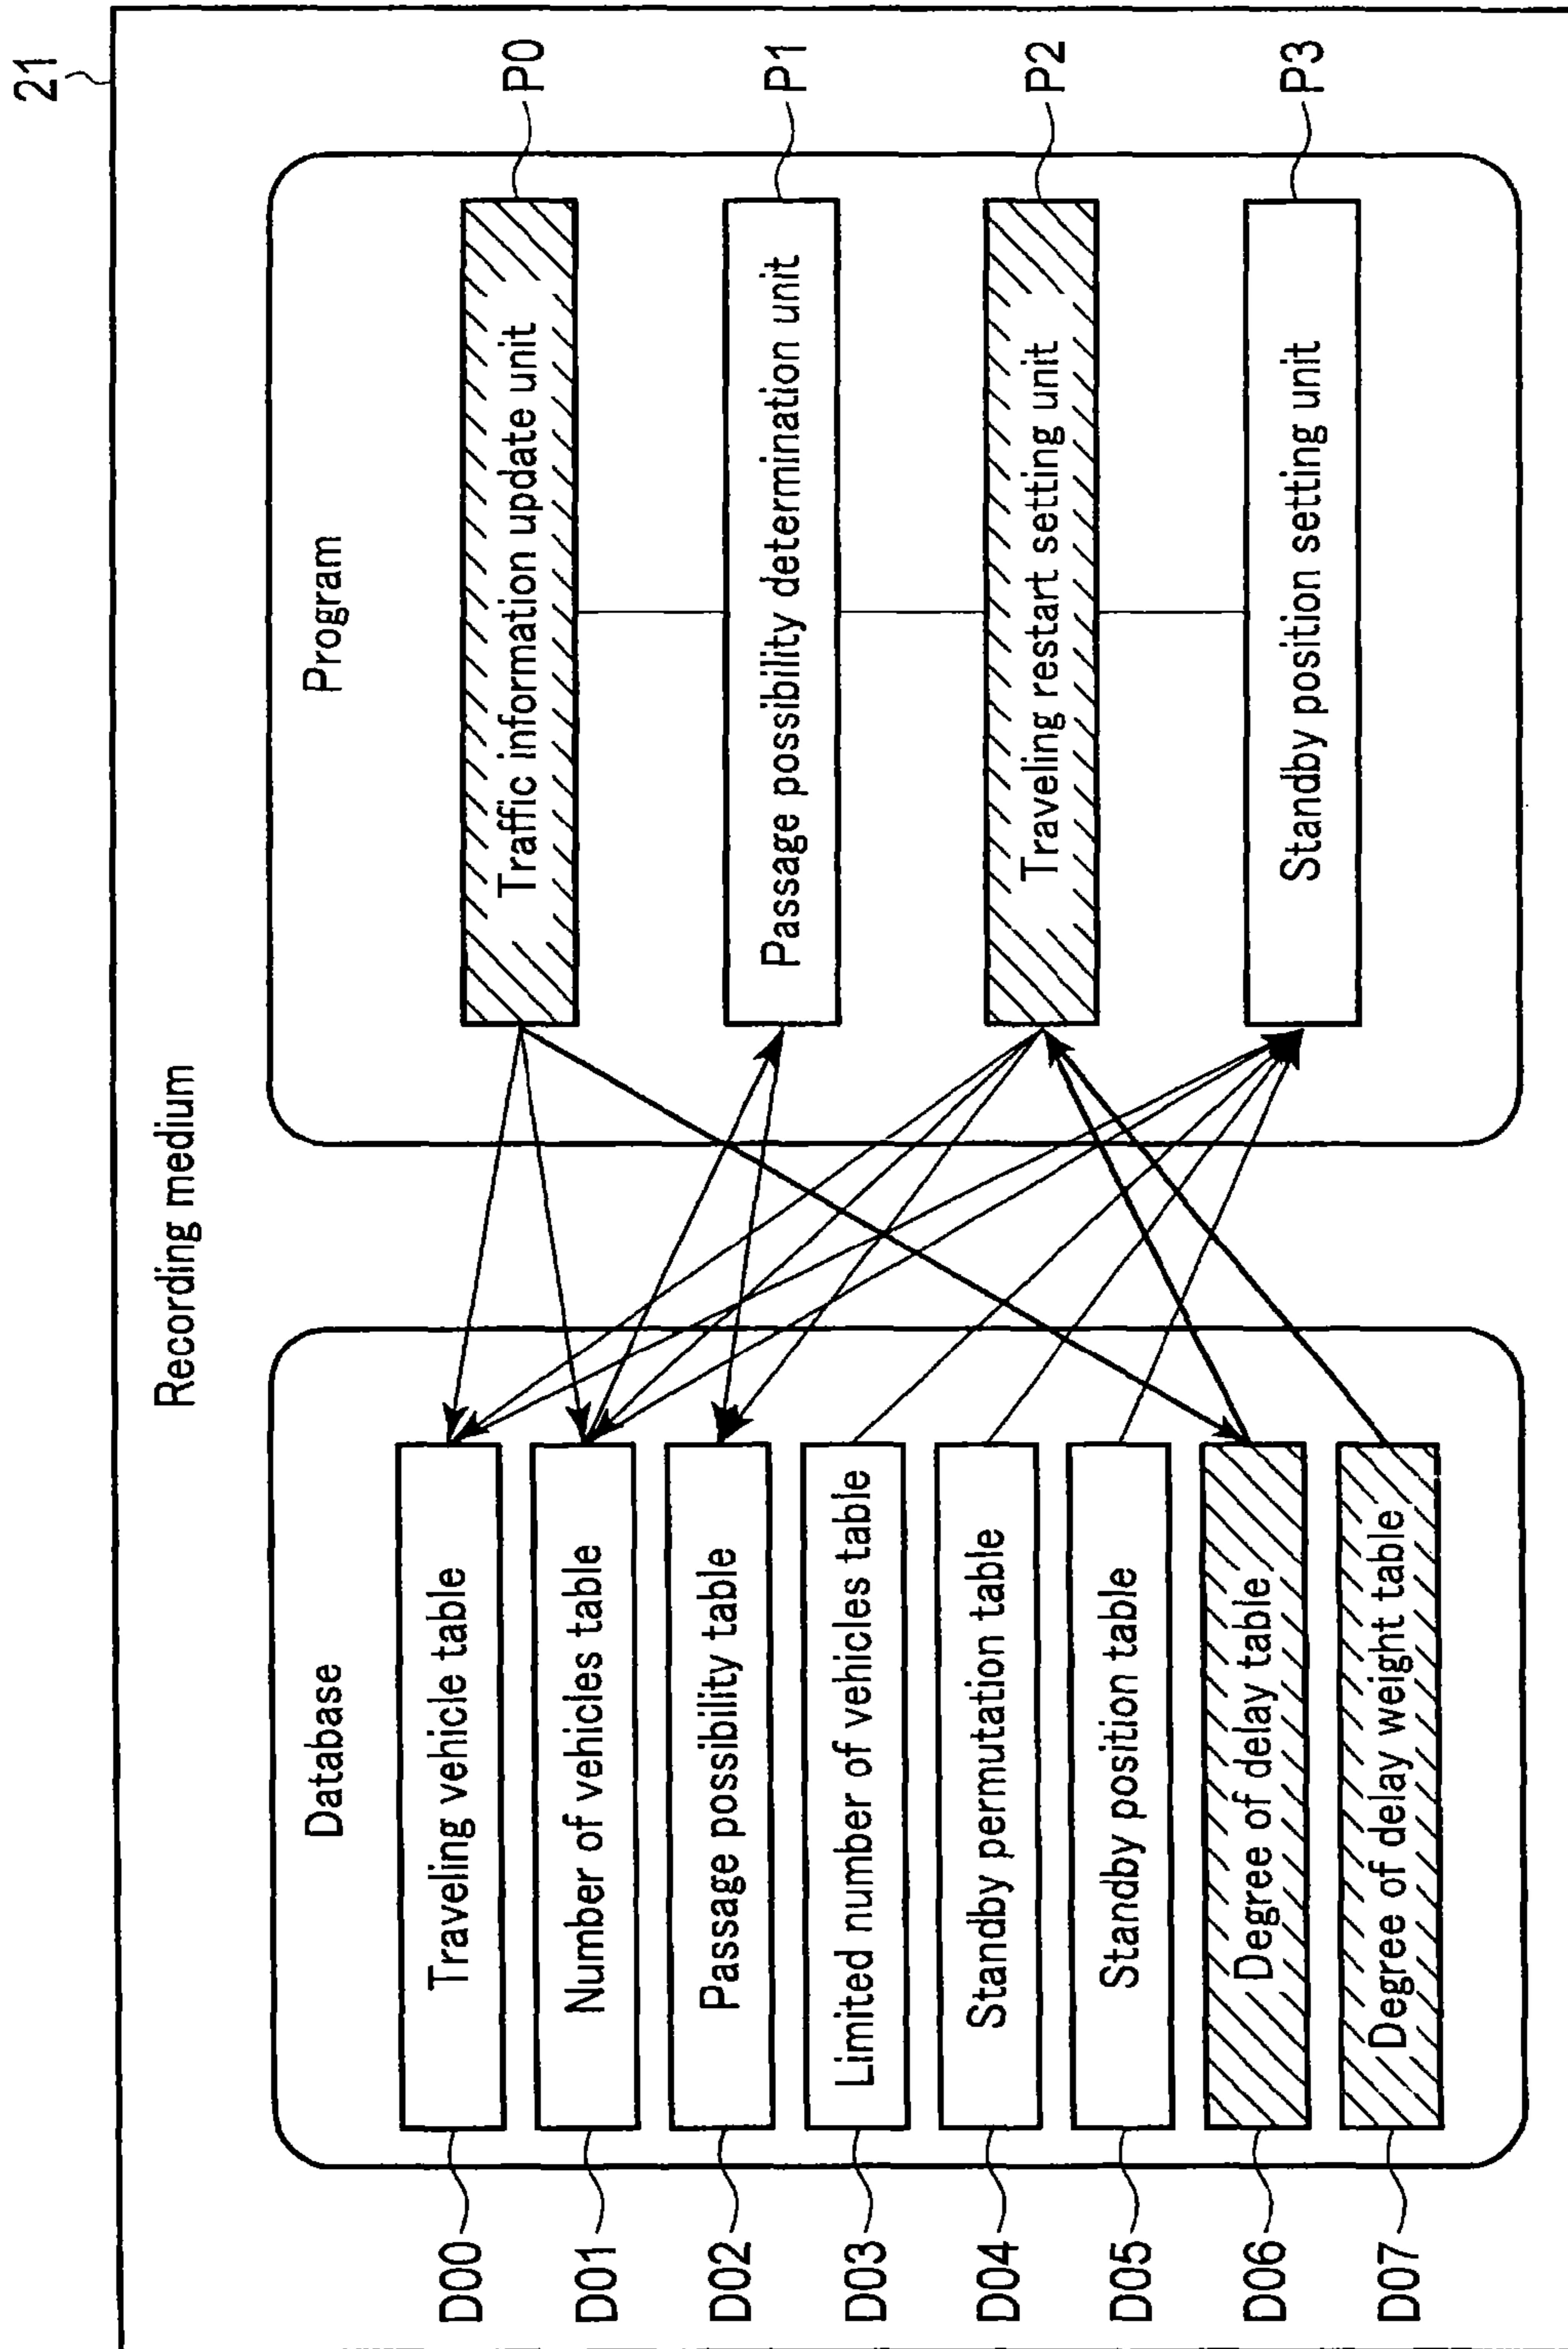 21
Recording medium
Database
D00
Traveling vehicle table
D01
Number of vehicles table
D02
Passage possibility table
D03
Limited number of vehicles table
D04
Standby permutation table
D05
Standby position table
D06
Degree of delay table
D07
Degree of delay weight table
Program
Traffic information update unit
P0
Passage possibility determination unit
P1
Traveling restart setting unit
P2
Standby position setting unit
P3